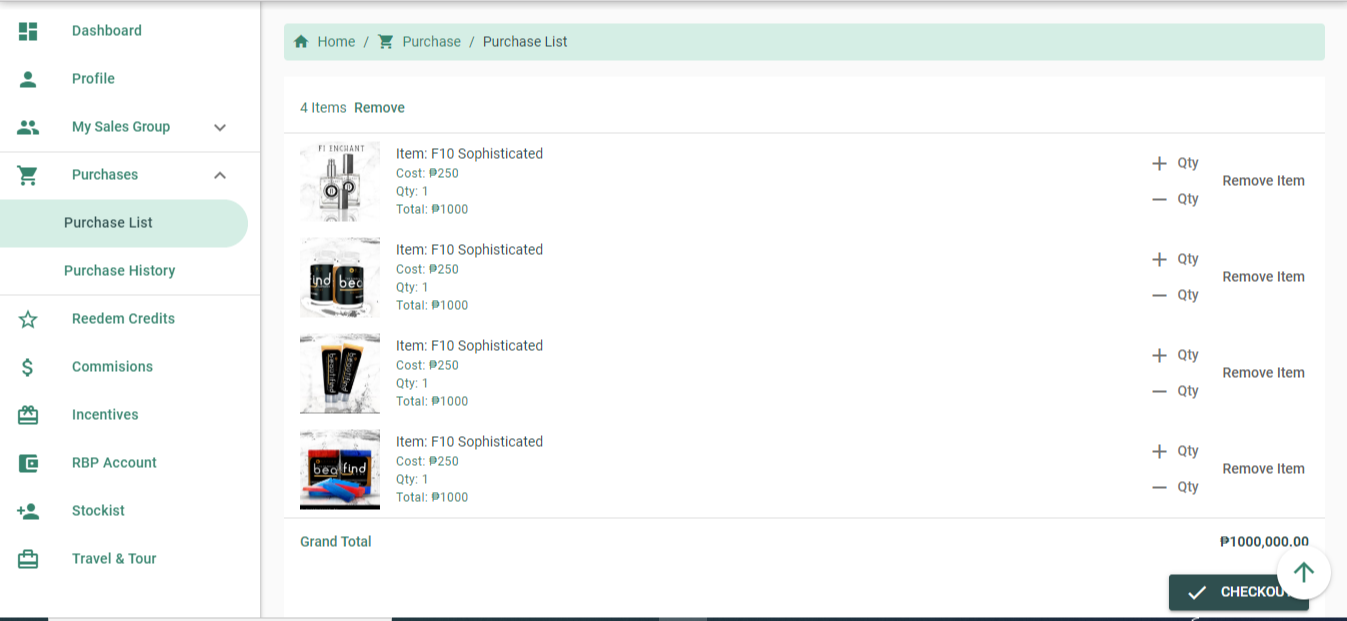 Dashboard
Profile
My Sales Group
Purchases
Purchase List
Purchase History
Reedem Credits
Commisions
Incentives
RBP Account
Stockist
Travel & Tour
Home / Purchase / Purchase List
4 Items Remove
F1 ENCHANT
Item: F10 Sophisticated
Cost: ₱250
Qty: 1
Total: ₱1000
+ Qty
− Qty
Remove Item
find
bea
Item: F10 Sophisticated
Cost: ₱250
Qty: 1
Total: ₱1000
+ Qty
− Qty
Remove Item
beautifind
Item: F10 Sophisticated
Cost: ₱250
Qty: 1
Total: ₱1000
+ Qty
− Qty
Remove Item
bea find
Item: F10 Sophisticated
Cost: ₱250
Qty: 1
Total: ₱1000
+ Qty
− Qty
Remove Item
Grand Total
₱1000,000.00
CHECKOU